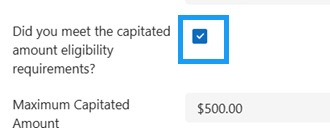 Did you meet the capitated
amount eligibility
requirements?
Maximum Capitated
Amount
$500.00